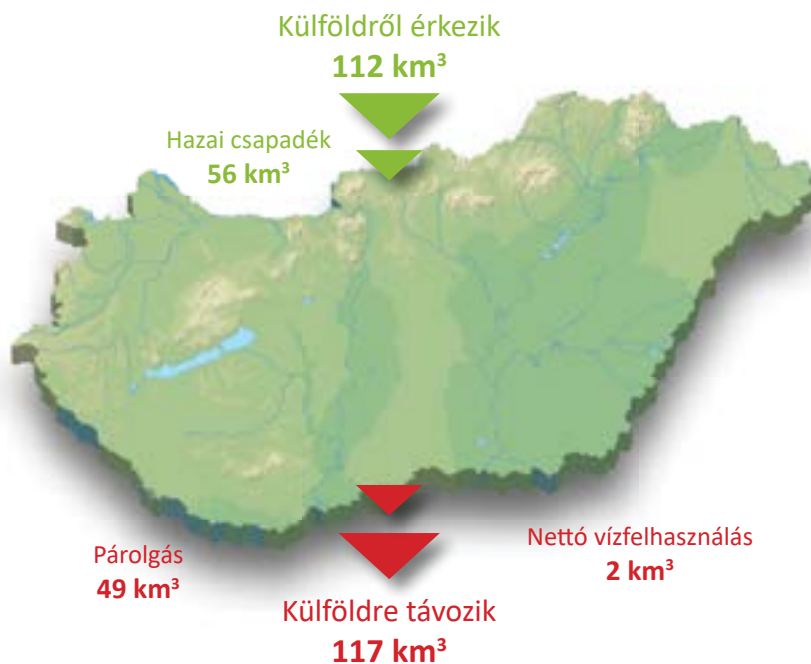 Külföldről érkezik
112 km³
Hazai csapadék
56 km³
Párolgás
49 km³
Nettó vízfelhasználás
2 km³
Külföldre távozik
117 km³